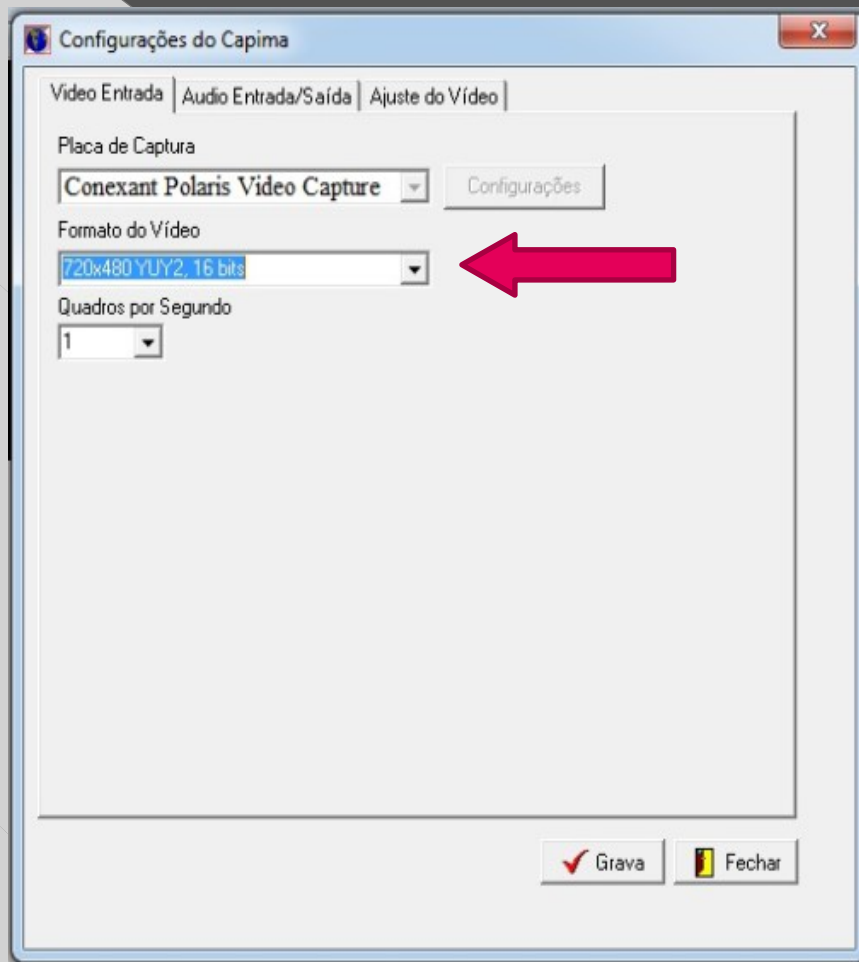 Configurações do Capima
Video Entrada Audio Entrada/Saída Ajuste do Vídeo
Placa de Captura
Conexant Polaris Video Capture Configurações
Formato do Vídeo
720x480 YUY2, 16 bits
Quadros por Segundo
1
Grava Fechar